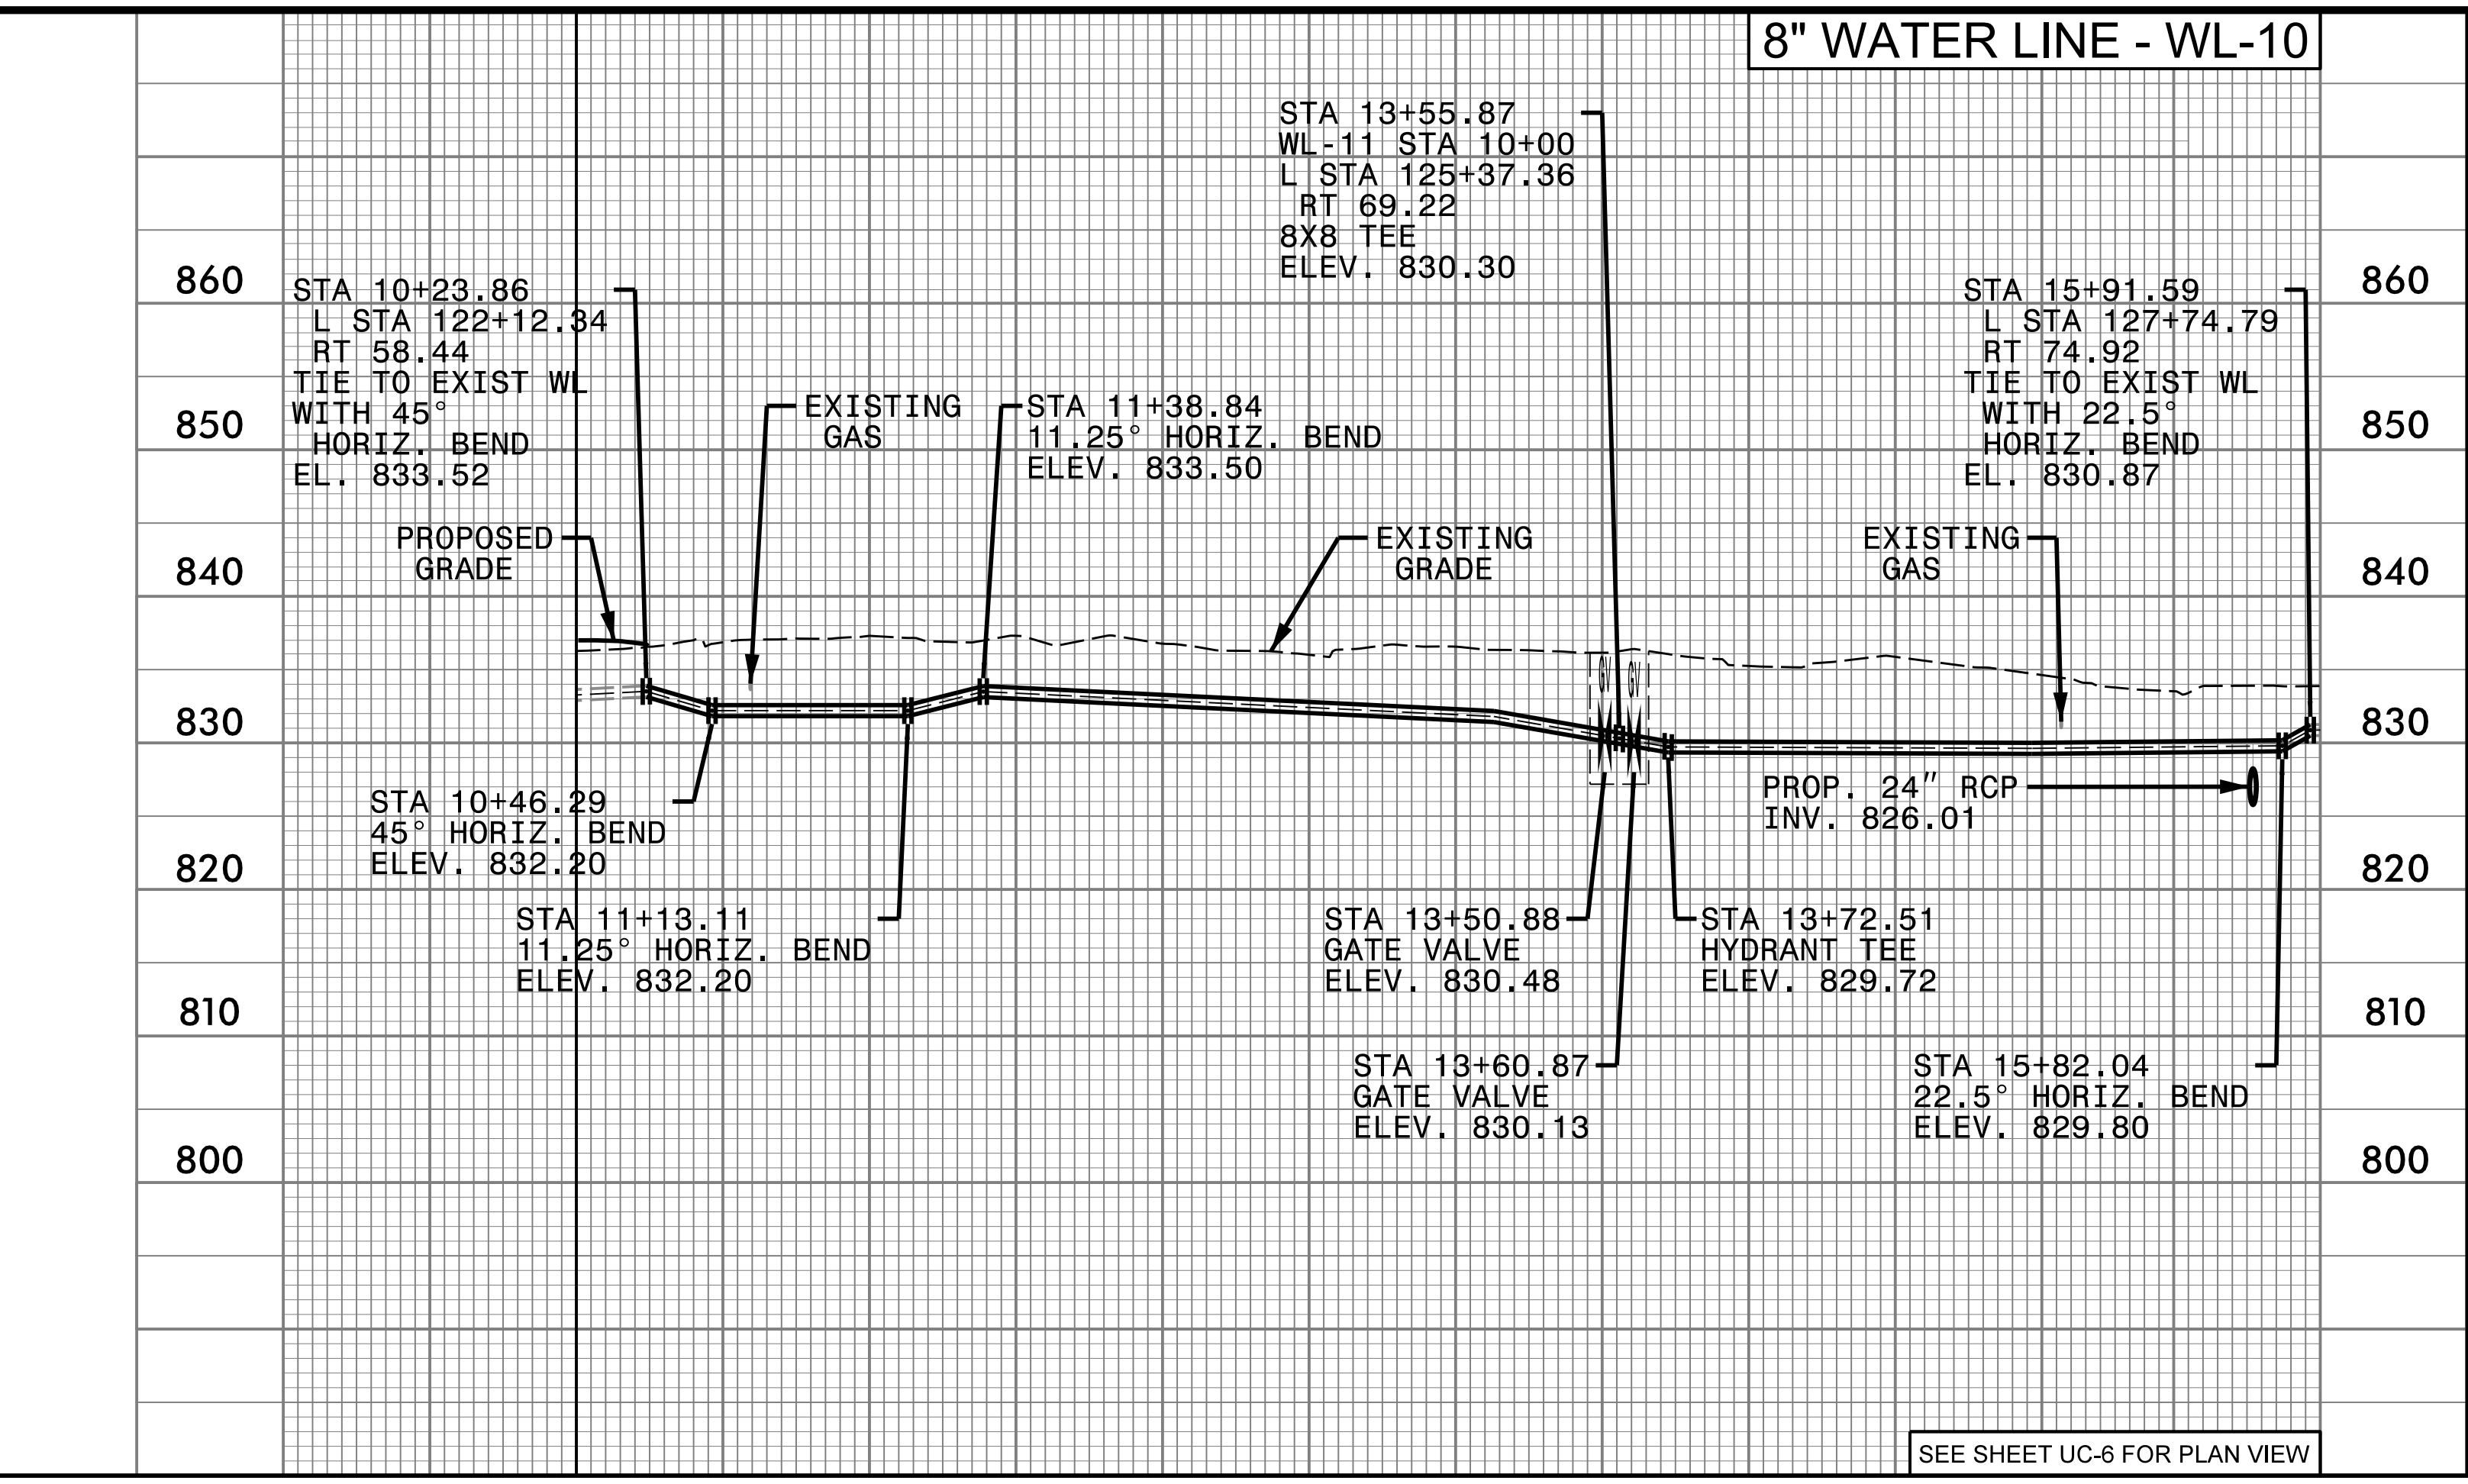 8" WATER LINE - WL-10
STA 13+55.87
WL-11 STA 10+00
L STA 125+37.36
RT 69.22
8X8 TEE
ELEV. 830.30
860
860
STA 10+23.86
L STA 122+12.34
RT 58.44
TIE TO EXIST WL
WITH 45°
HORIZ. BEND
EL. 833.52
STA 15+91.59
L STA 127+74.79
RT 74.92
TIE TO EXIST WL
WITH 22.5°
HORIZ. BEND
EL. 830.87
850
EXISTING
GAS
STA 11+38.84
11.25° HORIZ. BEND
ELEV. 833.50
850
PROPOSED
GRADE
EXISTING
GRADE
EXISTING
GAS
840
840
GV
GV
830
830
STA 10+46.29
45° HORIZ. BEND
ELEV. 832.20
PROP. 24" RCP
INV. 826.01
820
820
STA 11+13.11
11.25° HORIZ. BEND
ELEV. 832.20
STA 13+50.88
GATE VALVE
ELEV. 830.48
STA 13+72.51
HYDRANT TEE
ELEV. 829.72
810
810
STA 13+60.87
GATE VALVE
ELEV. 830.13
STA 15+82.04
22.5° HORIZ. BEND
ELEV. 829.80
800
800
SEE SHEET UC-6 FOR PLAN VIEW